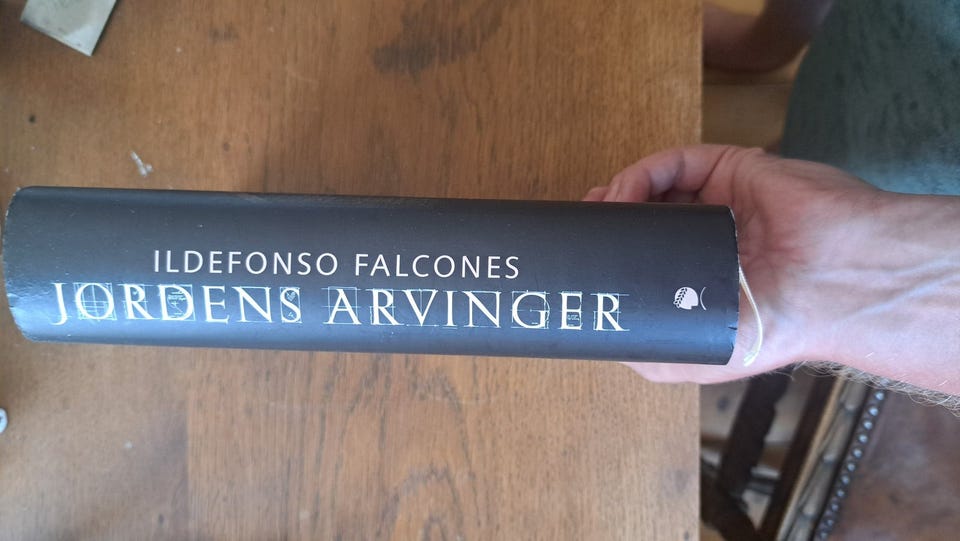 ILDEFONSO FALCONES
JORDENS ARVINGER